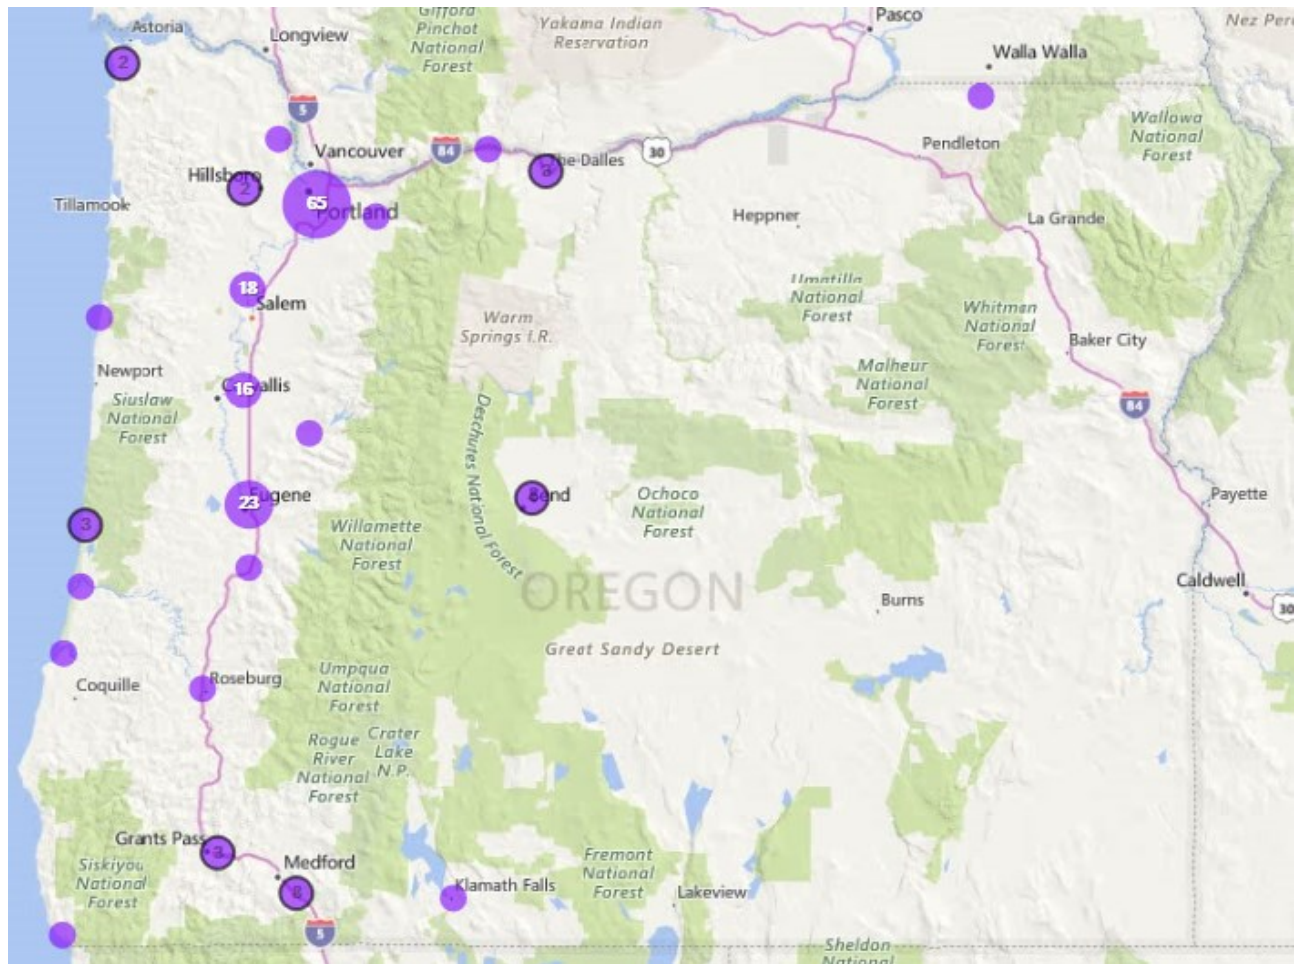 Gifford
Pinchot
National
Forest
Yakama Indian
Reservation
Pasco
Nez Per
Astoria
Longview
Walla Walla
2
5
Wallowa
National
Forest
Vancouver
84
The Dalles
30
Pendleton
Hillsboro
2
65
Portland
Tillamook
Heppner
La Grande
18
Salem
Umatilla
National
Forest
Whitman
National
Forest
Warm
Springs I.R.
Baker City
Newport
16
Corvallis
Malheur
National
Forest
Siuslaw
National
Forest
84
Deschutes National Forest
23
Eugene
Bend
Ochoco
National
Forest
Payette
3
Willamette
National
Forest
OREGON
Caldwell
30
Burns
Great Sandy Desert
Coquille
Roseburg
Umpqua
National
Forest
Rogue
River
National
Forest
Crater
Lake
N.P.
Grants Pass
3
Medford
Siskiyou
National
Forest
Klamath Falls
Fremont
National
Forest
Lakeview
5
Sheldon
National